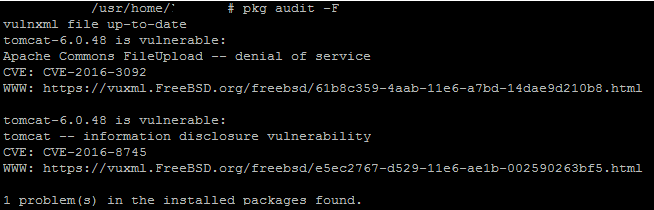 /usr/home/` # pkg audit -F
vulnxml file up-to-date
tomcat-6.0.48 is vulnerable:
Apache Commons FileUpload -- denial of service
CVE: CVE-2016-3092
WWW: https://vuxml.FreeBSD.org/freebsd/61b8c359-4aab-11e6-a7bd-14dae9d210b8.html
tomcat-6.0.48 is vulnerable:
tomcat -- information disclosure vulnerability
CVE: CVE-2016-8745
WWW: https://vuxml.FreeBSD.org/freebsd/e5ec2767-d529-11e6-ae1b-002590263bf5.html
1 problem(s) in the installed packages found.